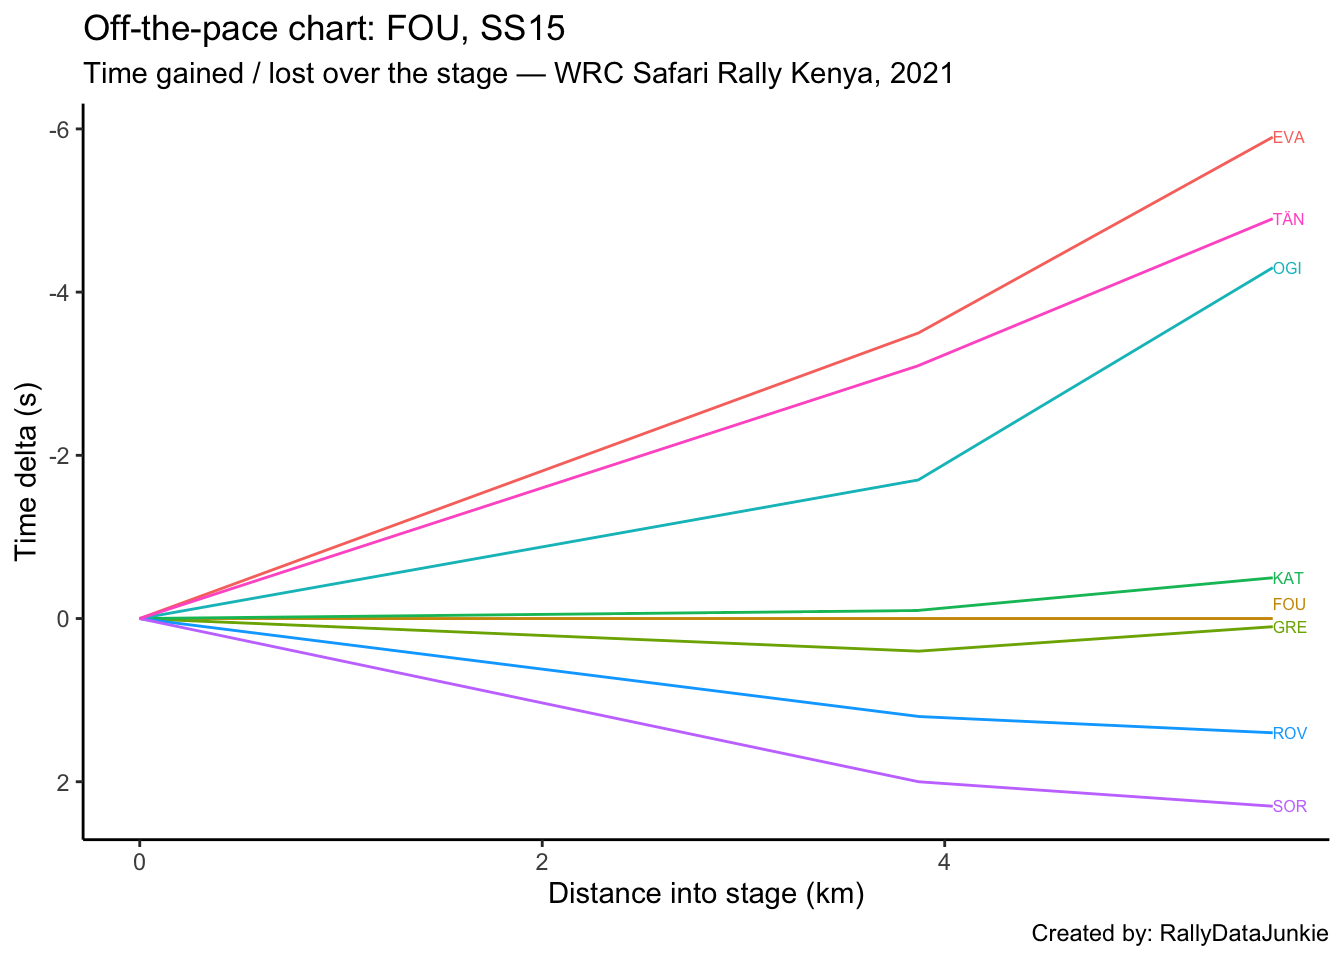 Off-the-pace chart: FOU, SS15
Time gained / lost over the stage — WRC Safari Rally Kenya, 2021
Time delta (s)
-6
-4
-2
0
2
EVA
TÄN
OGI
KAT
FOU
GRE
ROV
SOR
0 2 4
Distance into stage (km)
Created by: RallyDataJunkie